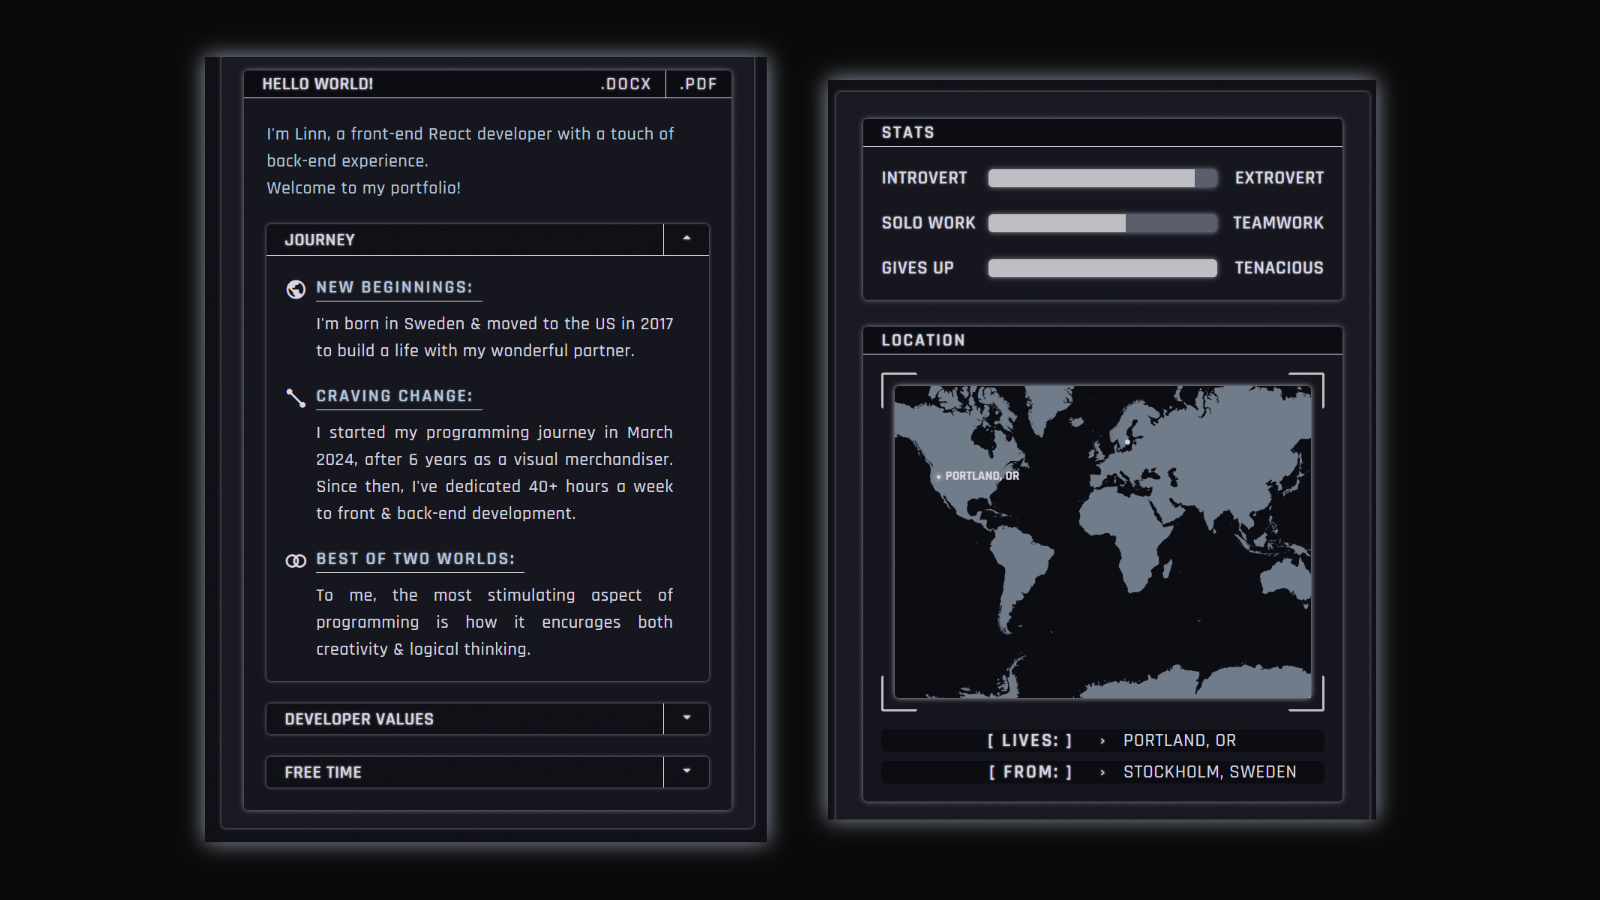 HELLO WORLD! .DOCX .PDF
I'm Linn, a front-end React developer with a touch of
back-end experience.
Welcome to my portfolio!
JOURNEY
NEW BEGINNINGS:
I'm born in Sweden & moved to the US in 2017
to build a life with my wonderful partner.
CRAVING CHANGE:
I started my programming journey in March
2024, after 6 years as a visual merchandiser.
Since then, I've dedicated 40+ hours a week
to front & back-end development.
BEST OF TWO WORLDS:
To me, the most stimulating aspect of
programming is how it encurages both
creativity & logical thinking.
DEVELOPER VALUES
FREE TIME
STATS
INTROVERT EXTROVERT
SOLO WORK TEAMWORK
GIVES UP TENACIOUS
LOCATION
PORTLAND, OR
[ LIVES: ] › PORTLAND, OR
[ FROM: ] › STOCKHOLM, SWEDEN